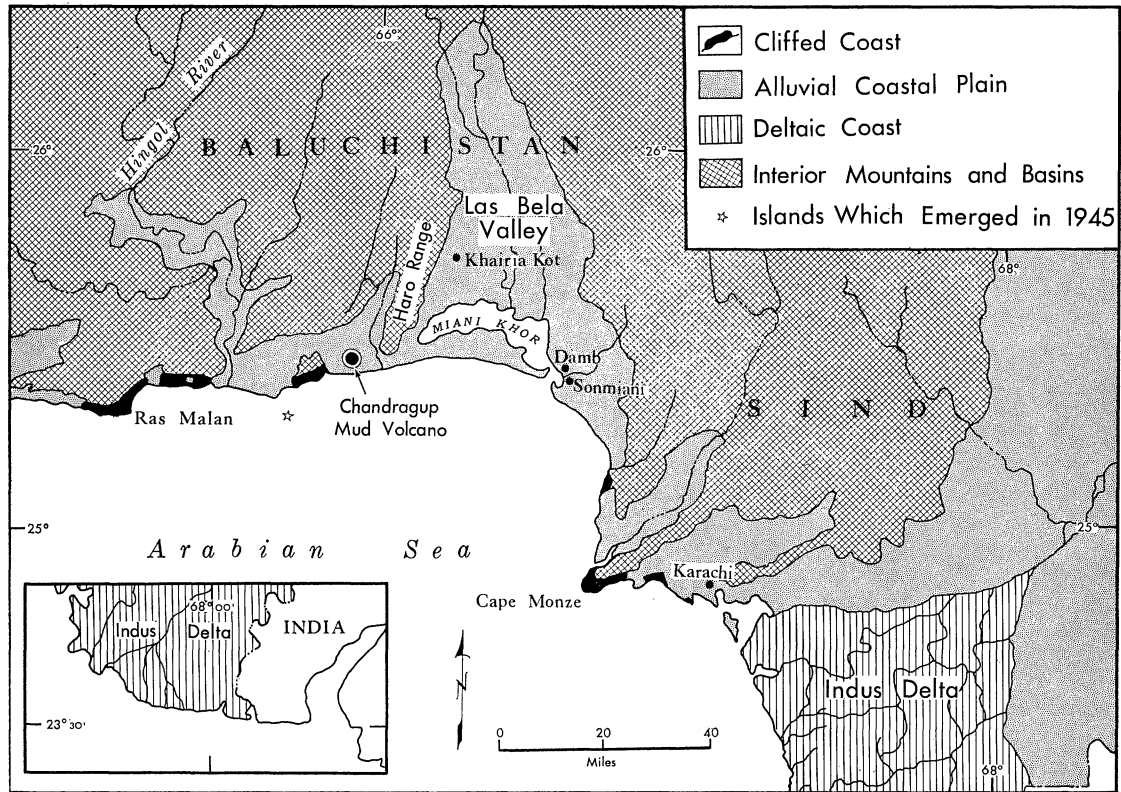 66°
Cliffed Coast
Alluvial Coastal Plain
Deltaic Coast
Interior Mountains and Basins
Islands Which Emerged in 1945
Hingol River
BALUCHISTAN
26°
26°
Las Bela
Valley
Khairia Kot
Haro Range
68°
MIANI KHOR
Damb
Sonmiani
Ras Malan
Chandragup
Mud Volcano
SIND
25°
25°
Arabian Sea
Karachi
Cape Monze
68°00'
Indus Delta
INDIA
23°30'
N
0 20 40
Miles
Indus Delta
68°